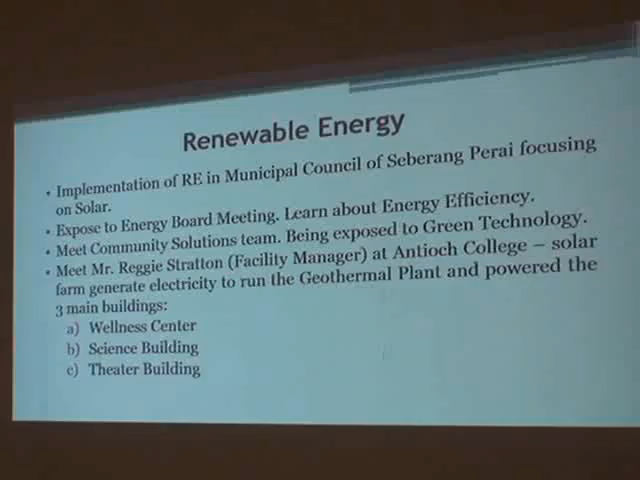 Renewable Energy
• Implementation of RE in Municipal Council of Seberang Perai focusing
on Solar.
• Expose to Energy Board Meeting. Learn about Energy Efficiency.
• Meet Community Solutions team. Being exposed to Green Technology.
• Meet Mr. Reggie Stratton (Facility Manager) at Antioch College – solar
farm generate electricity to run the Geothermal Plant and powered the
3 main buildings:
a) Wellness Center
b) Science Building
c) Theater Building